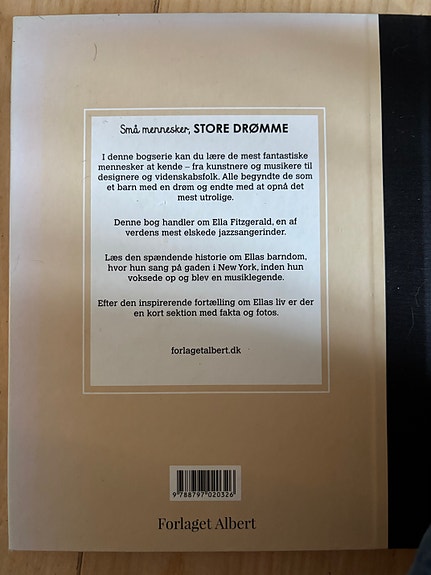 Små mennesker, STORE DRØMME
I denne bogserie kan du lære de mest fantastiske
mennesker at kende – fra kunstnere og musikere til
designere og videnskabsfolk. Alle begyndte de som
et barn med en drøm og endte med at opnå det
mest utrolige.
Denne bog handler om Ella Fitzgerald, en af
verdens mest elskede jazzsangerinder.
Læs den spændende historie om Ellas barndom,
hvor hun sang på gaden i New York, inden hun
voksede op og blev en musiklegende.
Efter den inspirerende fortælling om Ellas liv er der
en kort sektion med fakta og fotos.
forlagetalbert.dk
9 788797 020326
Forlaget Albert